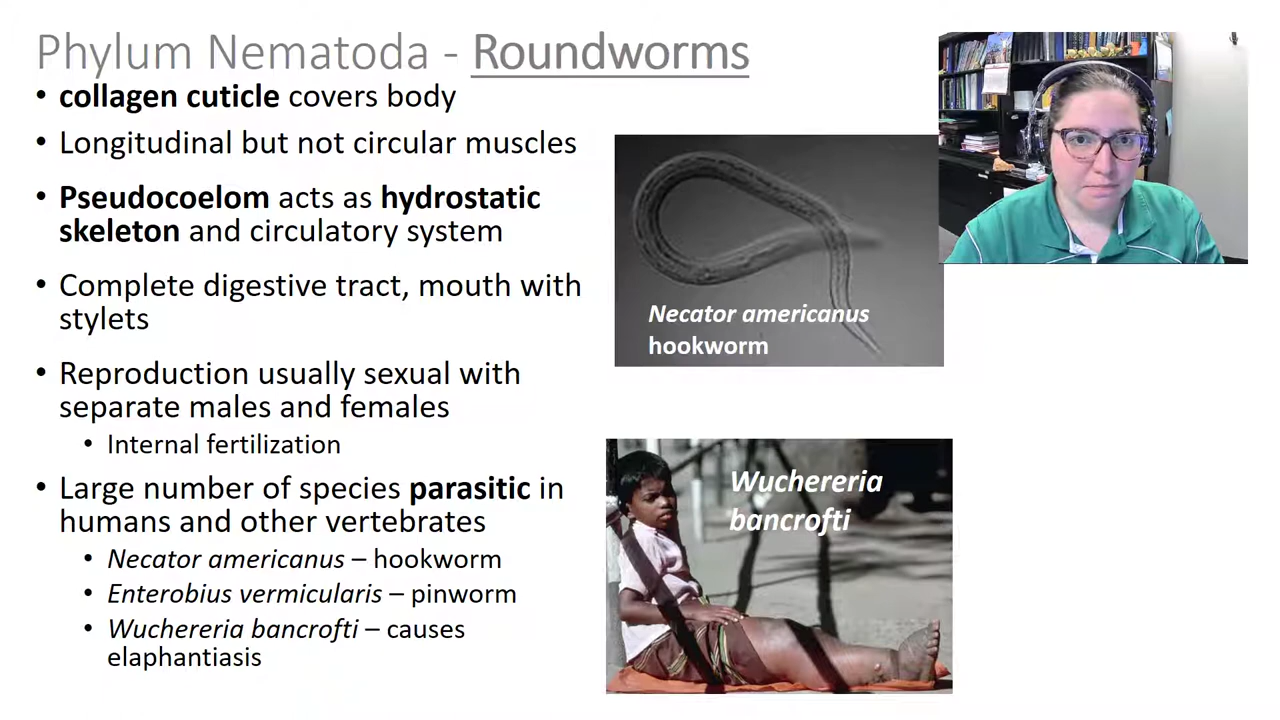 Phylum Nematoda - Roundworms
• collagen cuticle covers body
• Longitudinal but not circular muscles
• Pseudocoelom acts as hydrostatic
skeleton and circulatory system
• Complete digestive tract, mouth with
stylets
• Reproduction usually sexual with
separate males and females
• Internal fertilization
• Large number of species parasitic in
humans and other vertebrates
• Necator americanus – hookworm
• Enterobius vermicularis – pinworm
• Wuchereria bancrofti – causes
elaphantiasis
Necator americanus
hookworm
Wuchereria
bancrofti